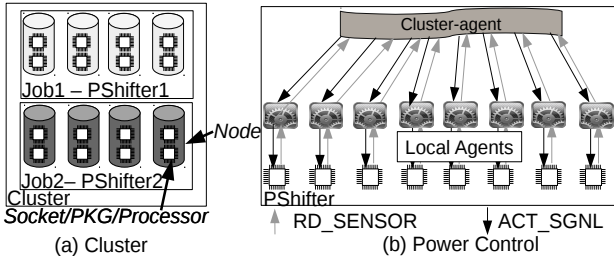 Job1 – PShifter1
Job2– PShifter2
Node
Cluster
Socket/PKG/Processor
(a) Cluster
Cluster-agent
Local Agents
PShifter
RD_SENSOR
ACT_SGNL
(b) Power Control